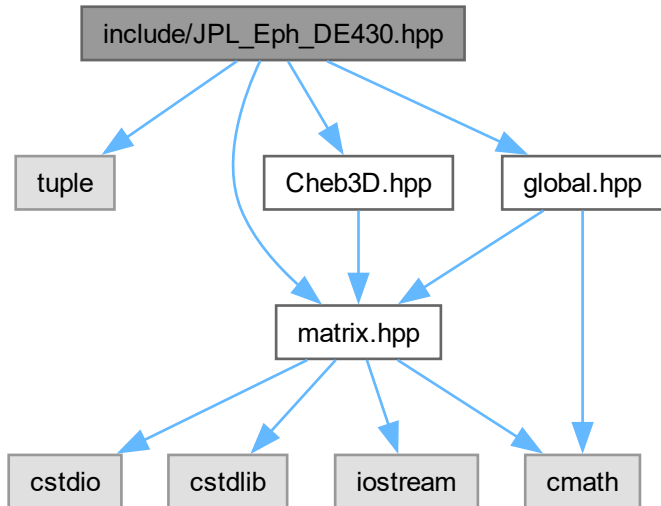 include/JPL_Eph_DE430.hpp
tuple
Cheb3D.hpp
global.hpp
matrix.hpp
cstdio
cstdlib
iostream
cmath